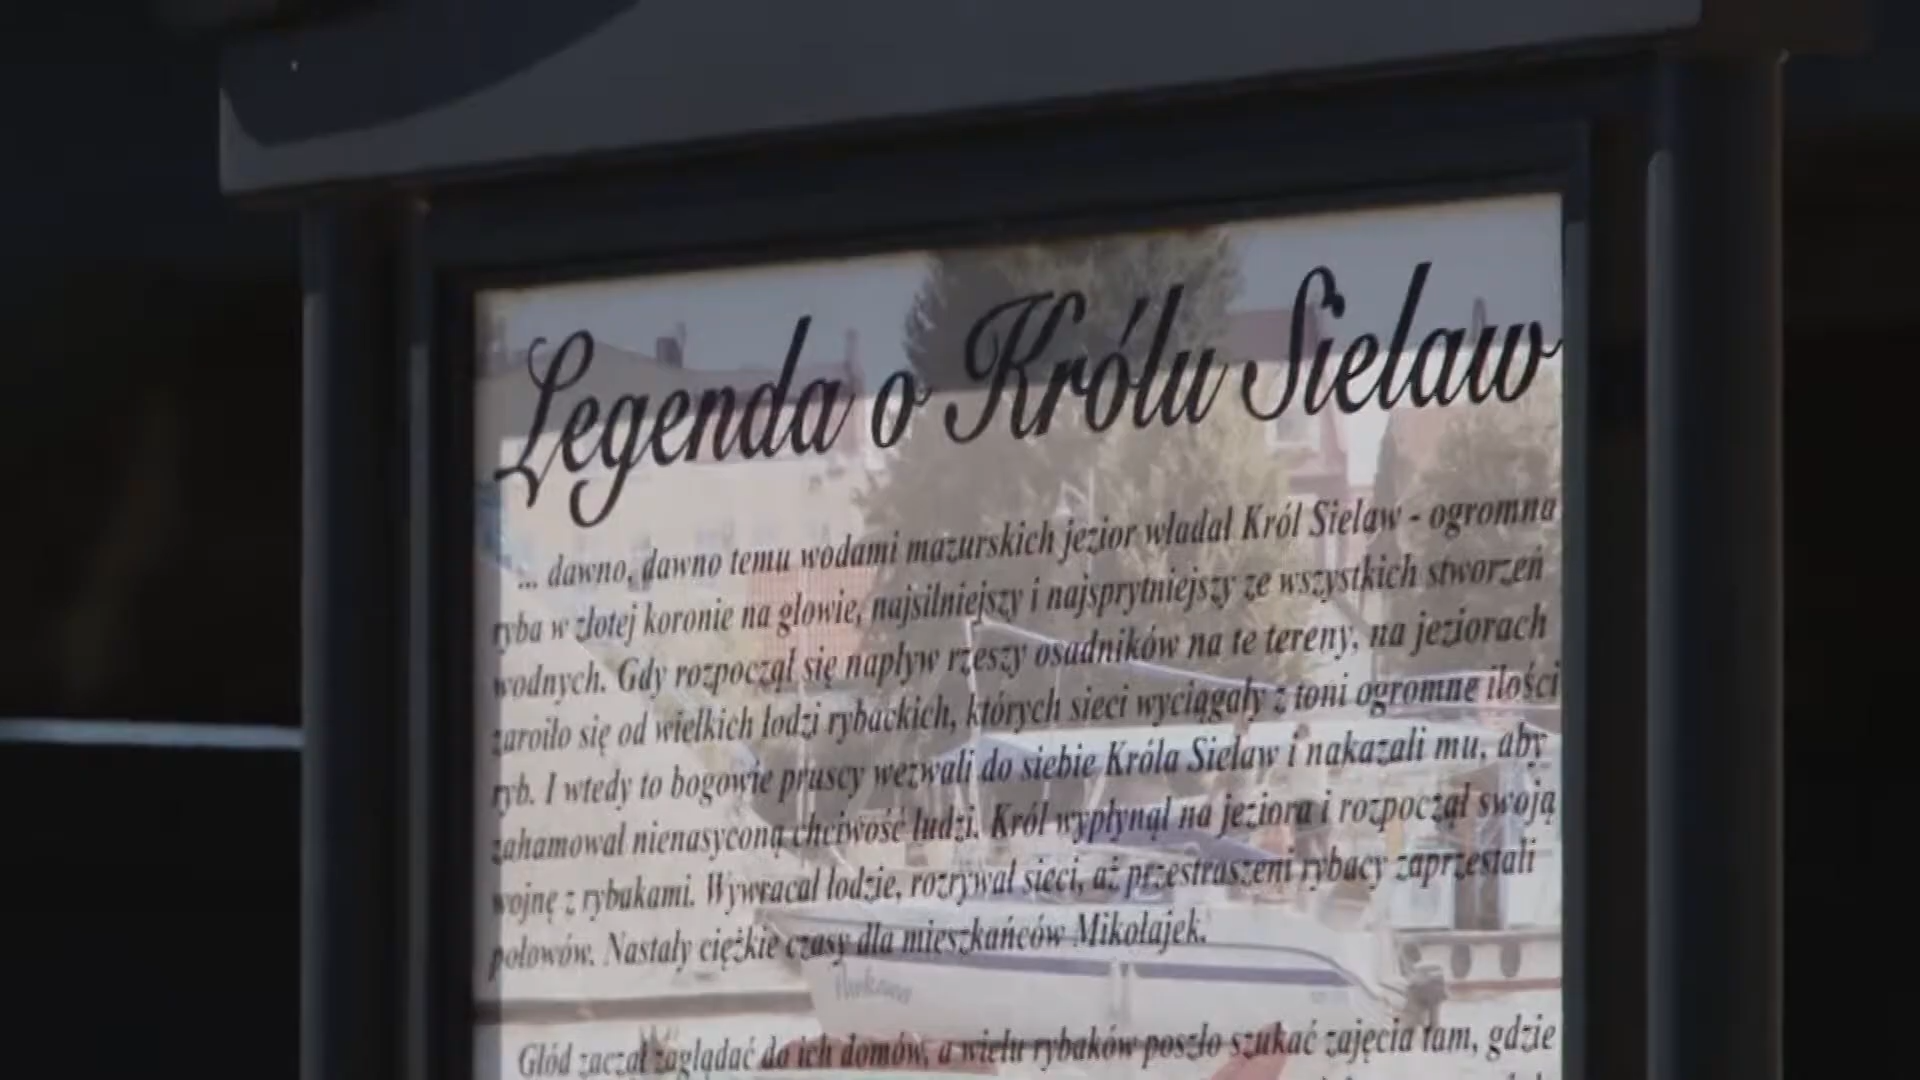 Legenda o Królu Sielaw
... dawno, dawno temu wodami mazurskich jezior władał Król Sielaw - ogromna
ryba w złotej koronie na głowie, najsilniejszy i najsprytniejszy ze wszystkich stworzeń
wodnych. Gdy rozpoczął się napływ rzeszy osadników na te tereny, na jeziorach
zaroiło się od wielkich łodzi rybackich, których sieci wyciągały z toni ogromne ilości
ryb. I wtedy to bogowie pruscy wezwali do siebie Króla Sielaw i nakazali mu, aby
zahamował nienasyconą chciwość ludzi. Król wypłynął na jeziora i rozpoczął swoją
wojnę z rybakami. Wywracał łodzie, rozrywał sieci, aż przestraszeni rybacy zaprzestali
połowów. Nastały ciężkie czasy dla mieszkańców Mikołajek.
Głód zaczął zaglądać do ich domów, a wielu rybaków poszło szukać zajęcia tam, gdzie